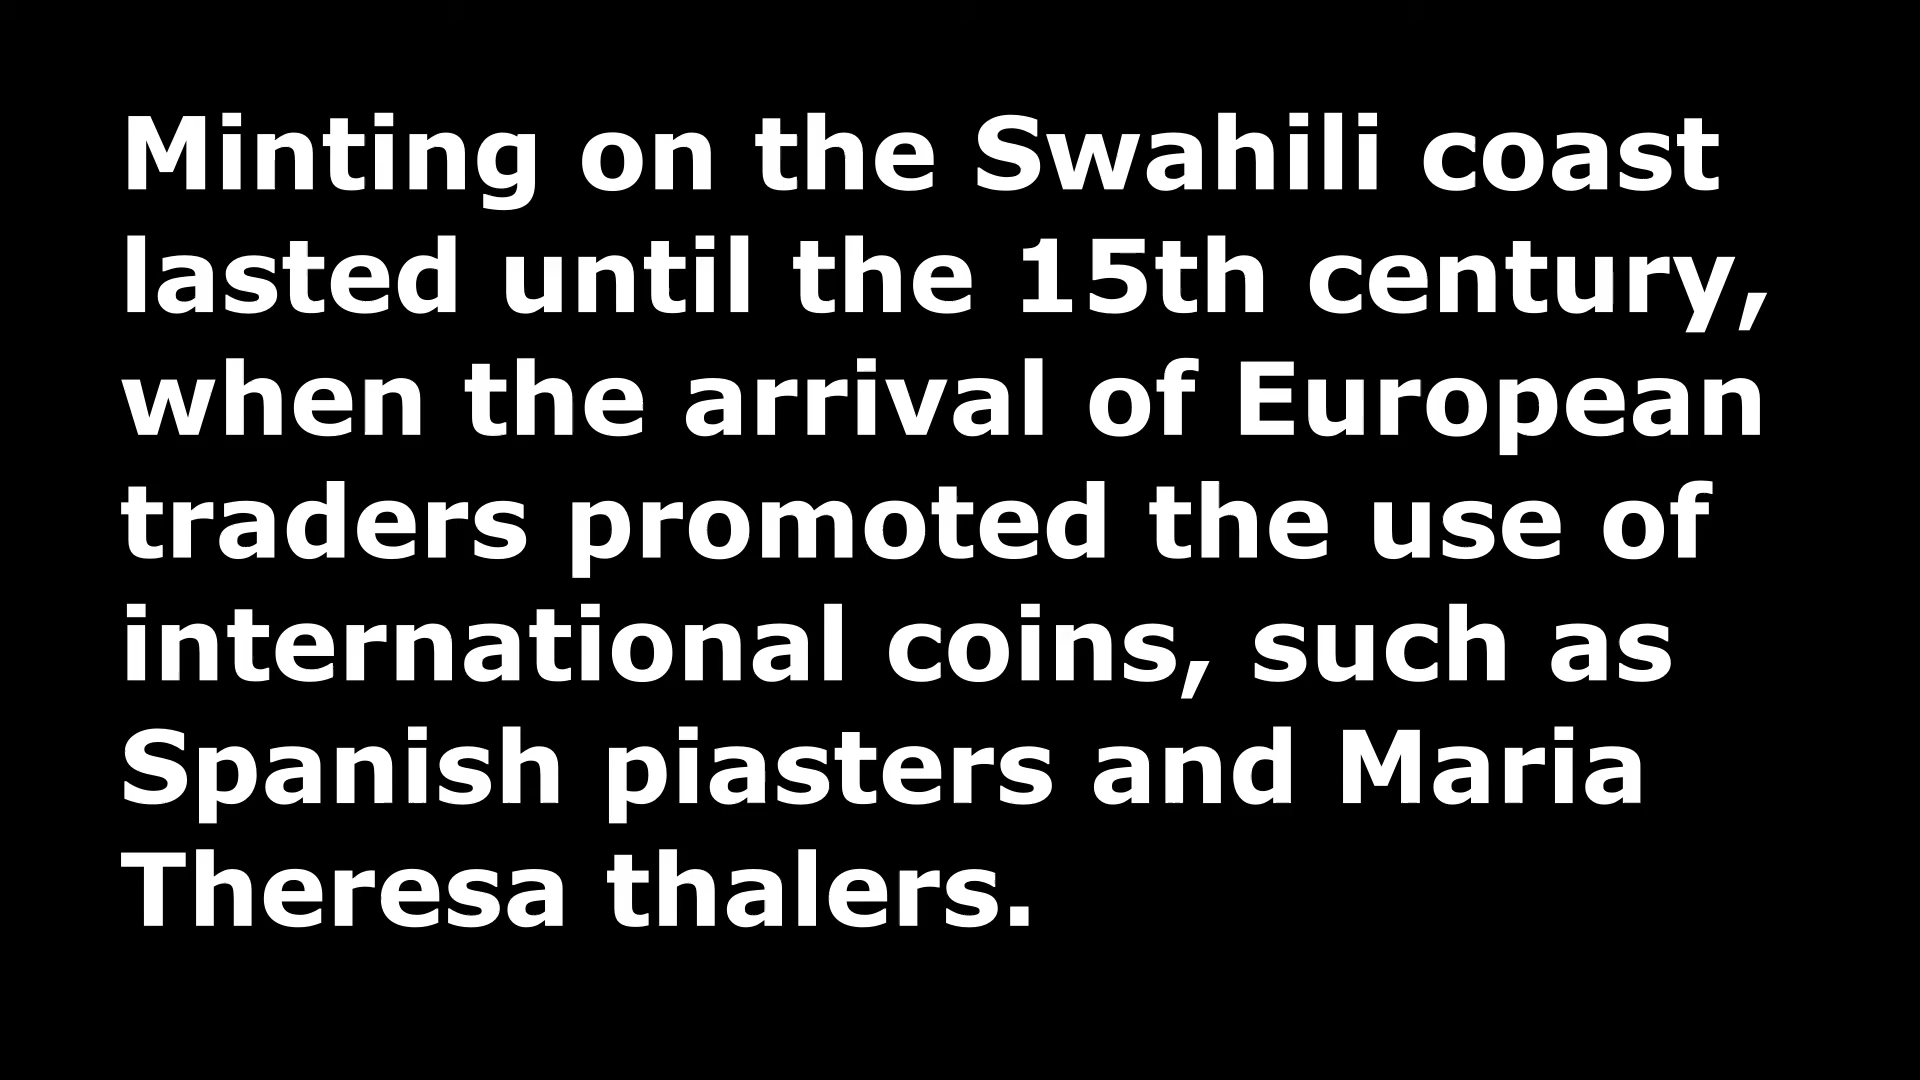 Minting on the Swahili coast
lasted until the 15th century,
when the arrival of European
traders promoted the use of
international coins, such as
Spanish piasters and Maria
Theresa thalers.